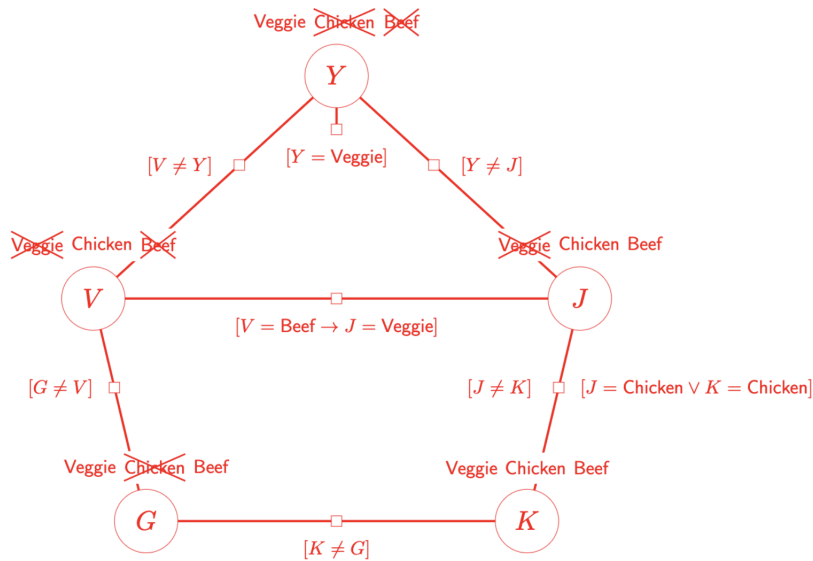 Veggie Chicken Beef
Y
[V ≠ Y]
[Y = Veggie]
[Y ≠ J]
Veggie Chicken Beef
Veggie Chicken Beef
V
J
[V = Beef → J = Veggie]
[G ≠ V]
[J ≠ K]
[J = Chicken ∨ K = Chicken]
Veggie Chicken Beef
Veggie Chicken Beef
G
K
[K ≠ G]